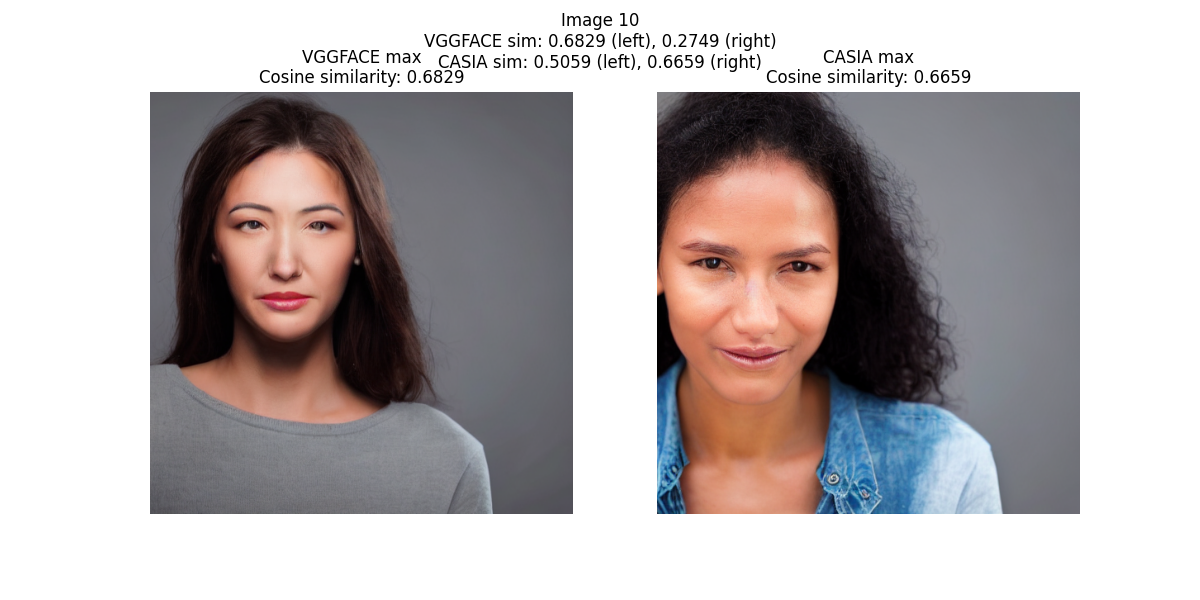 Image 10
VGGFACE sim: 0.6829 (left), 0.2749 (right)
CASIA sim: 0.5059 (left), 0.6659 (right)
VGGFACE max
Cosine similarity: 0.6829
CASIA max
Cosine similarity: 0.6659